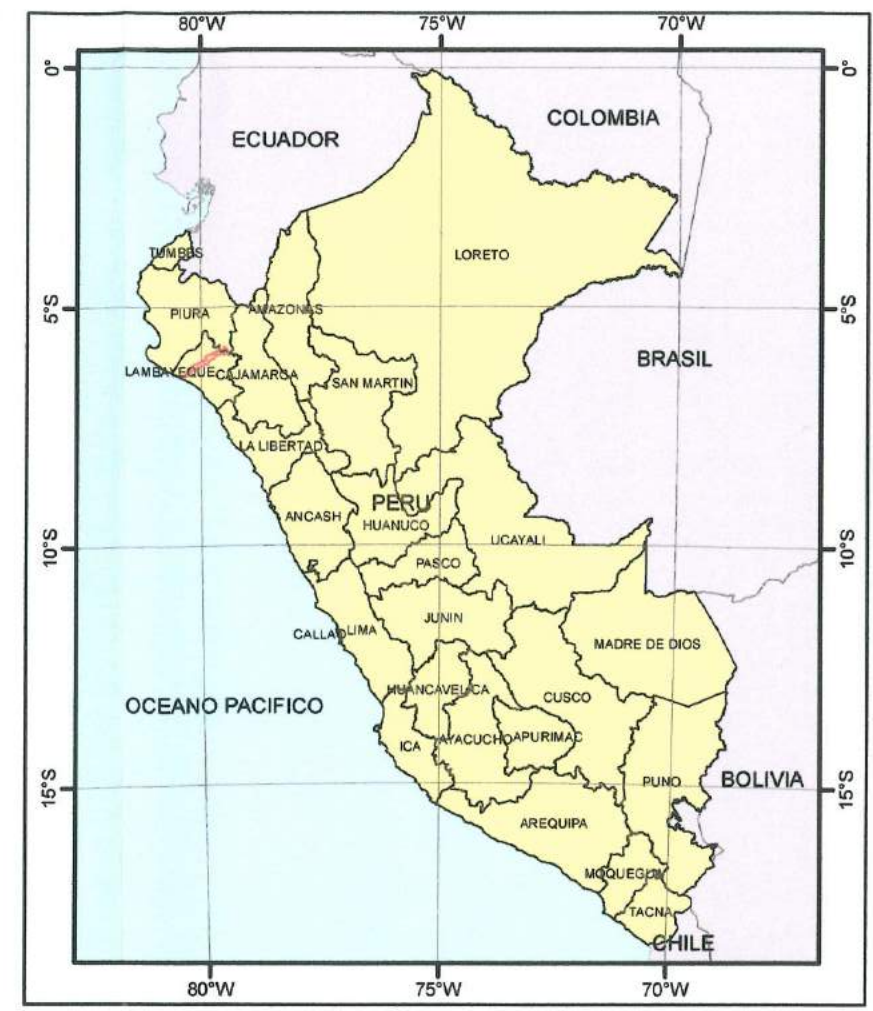 80°W 75°W 70°W
0° 0°
COLOMBIA
ECUADOR
TUMBES
LORETO
5°S AMAZONAS 5°S
PIURA
BRASIL
LAMBAYEQUE CAJAMARCA
SAN MARTIN
LA LIBERTAD
PERU
ANCASH
HUANUCO
UCAYALI
10°S 10°S
PASCO
JUNIN
CALLAO LIMA
MADRE DE DIOS
HUANCAVELICA
CUSCO
OCEANO PACIFICO
AYACUCHO APURIMAC
ICA
15°S PUNO BOLIVIA 15°S
AREQUIPA
MOQUEGUA
TACNA
CHILE
80°W 75°W 70°W